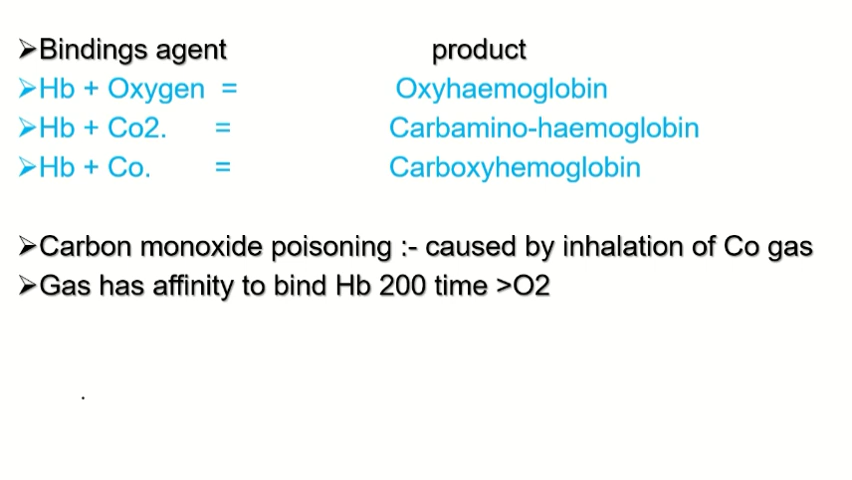 ➢Bindings agent product
➢Hb + Oxygen = Oxyhaemoglobin
➢Hb + Co2. = Carbamino-haemoglobin
➢Hb + Co. = Carboxyhemoglobin
➢Carbon monoxide poisoning :- caused by inhalation of Co gas
➢Gas has affinity to bind Hb 200 time >O2
.